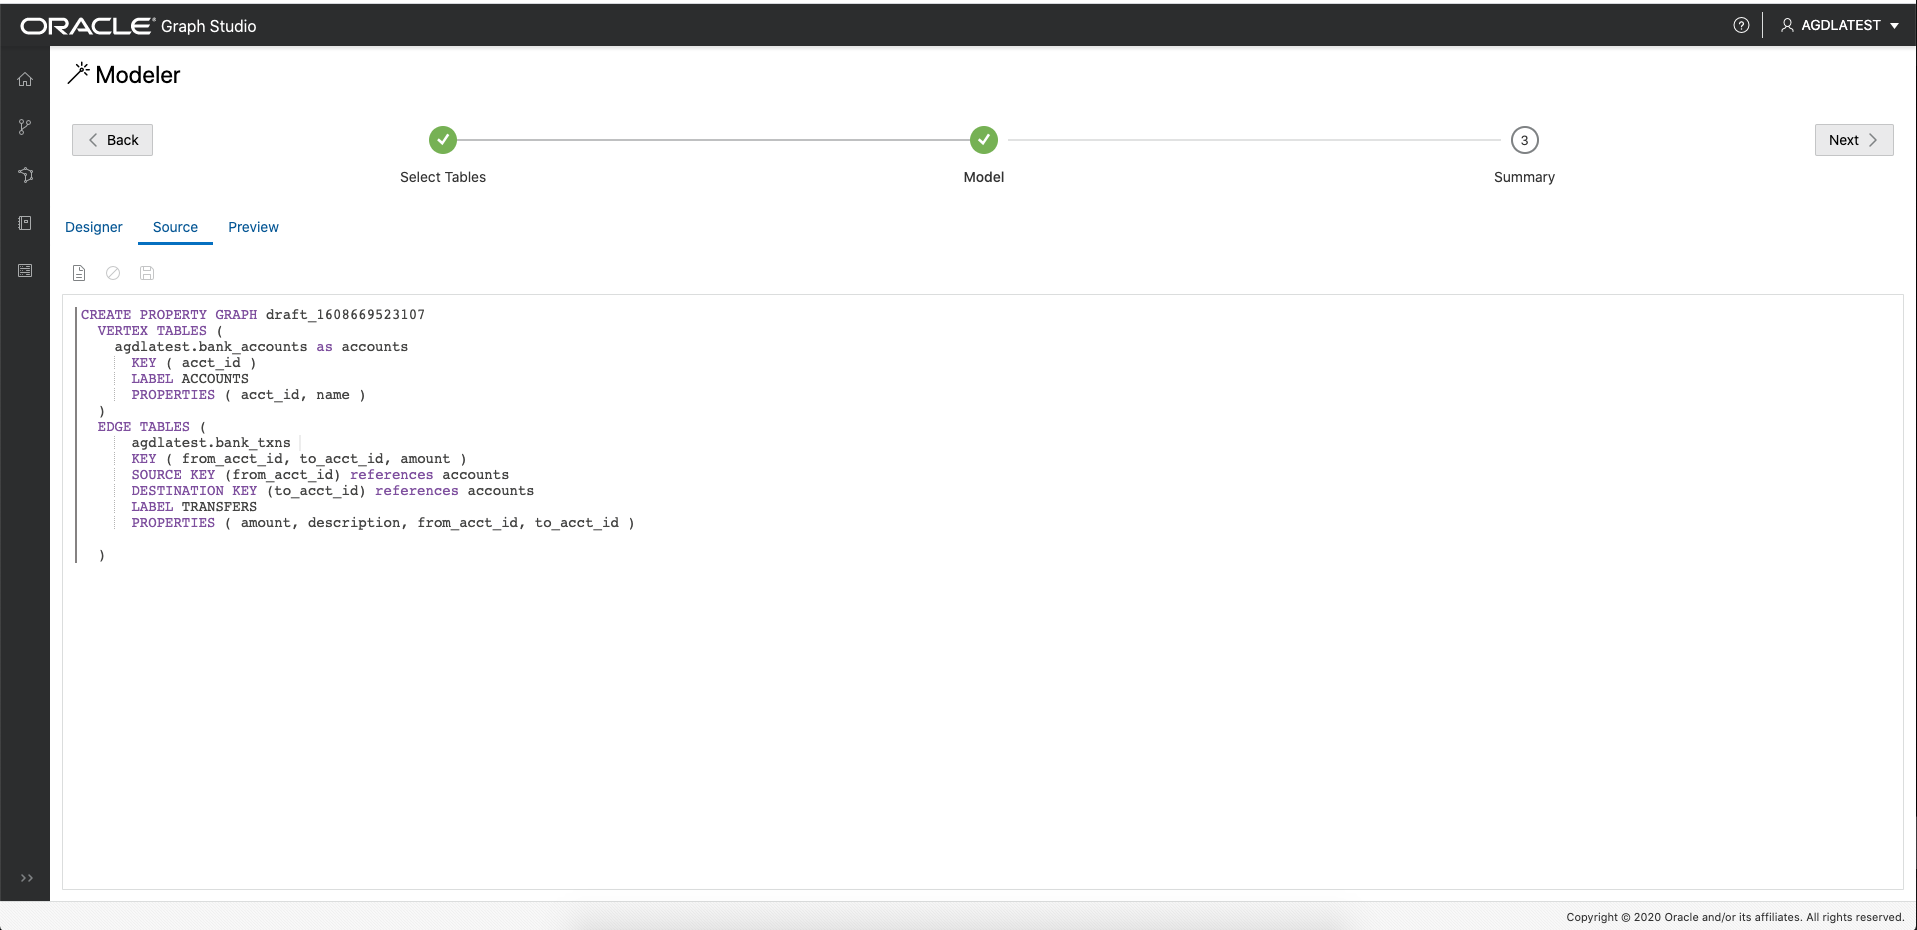 ORACLE® Graph Studio
? AGDLATEST
Modeler
Back
Next
3
Select Tables
Model
Summary
Designer Source Preview
CREATE PROPERTY GRAPH draft_1608669523107
VERTEX TABLES (
agdlatest.bank_accounts as accounts
KEY ( acct_id )
LABEL ACCOUNTS
PROPERTIES ( acct_id, name )
)
EDGE TABLES (
agdlatest.bank_txns
KEY ( from_acct_id, to_acct_id, amount )
SOURCE KEY (from_acct_id) references accounts
DESTINATION KEY (to_acct_id) references accounts
LABEL TRANSFERS
PROPERTIES ( amount, description, from_acct_id, to_acct_id )
)
Copyright © 2020 Oracle and/or its affiliates. All rights reserved.